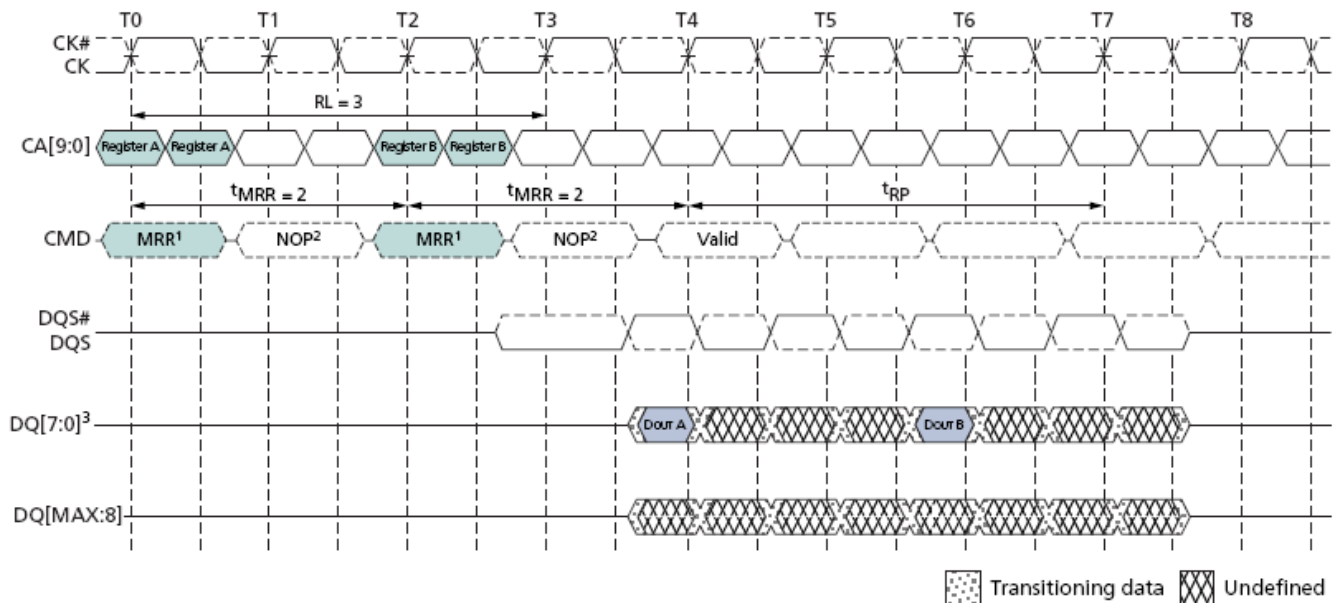 T0 T1 T2 T3 T4 T5 T6 T7 T8
CK#
CK
RL = 3
CA[9:0] Register A Register A Register B Register B
tMRR = 2 tMRR = 2 tRP
CMD MRR1 NOP2 MRR1 NOP2 Valid
DQS#
DQS
DQ[7:0]3 DOUT A DOUT B
DQ[MAX:8]
Transitioning data Undefined